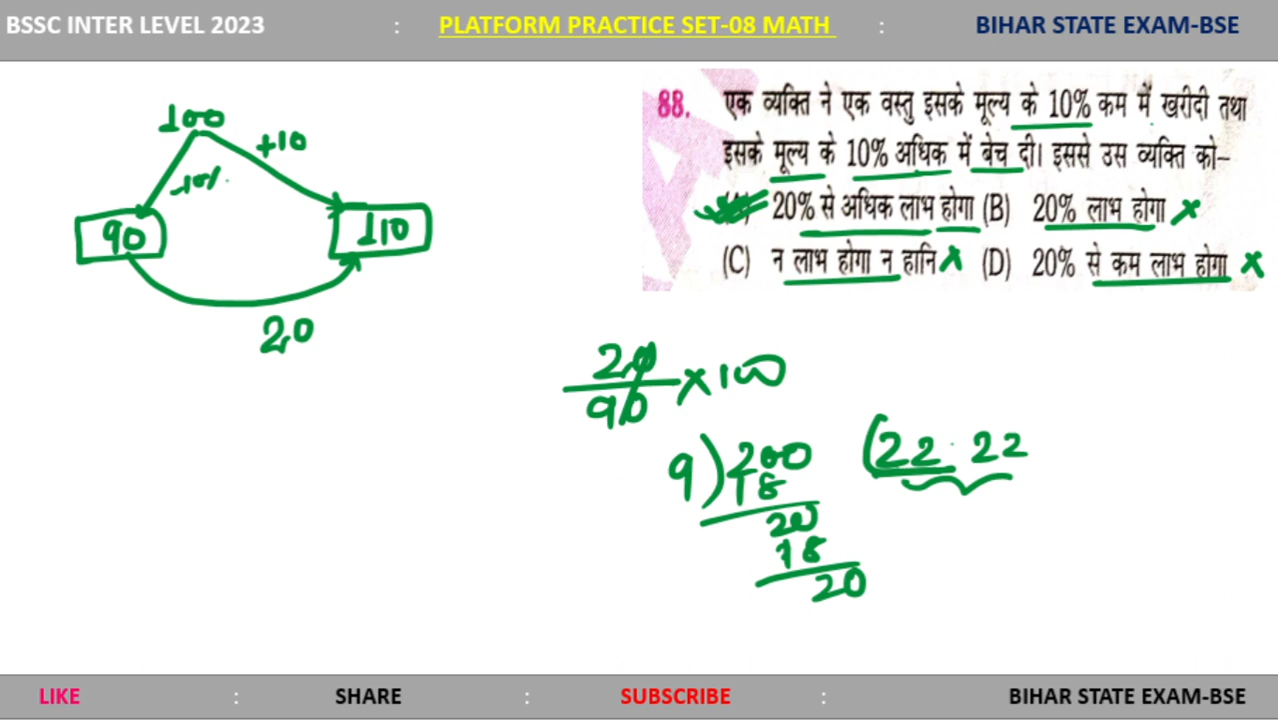 BSSC INTER LEVEL 2023 : PLATFORM PRACTICE SET-08 MATH : BIHAR STATE EXAM-BSE
88. एक व्यक्ति ने एक वस्तु इसके मूल्य के 10% कम में खरीदी तथा
इसके मूल्य के 10% अधिक में बेच दी। इससे उस व्यक्ति को–
(A) 20% से अधिक लाभ होगा (B) 20% लाभ होगा
(C) न लाभ होगा न हानि (D) 20% से कम लाभ होगा
100
+10
-10%
90
110
20
20
90
×100
9)200(22.22
18
20
18
20
LIKE : SHARE : SUBSCRIBE : BIHAR STATE EXAM-BSE